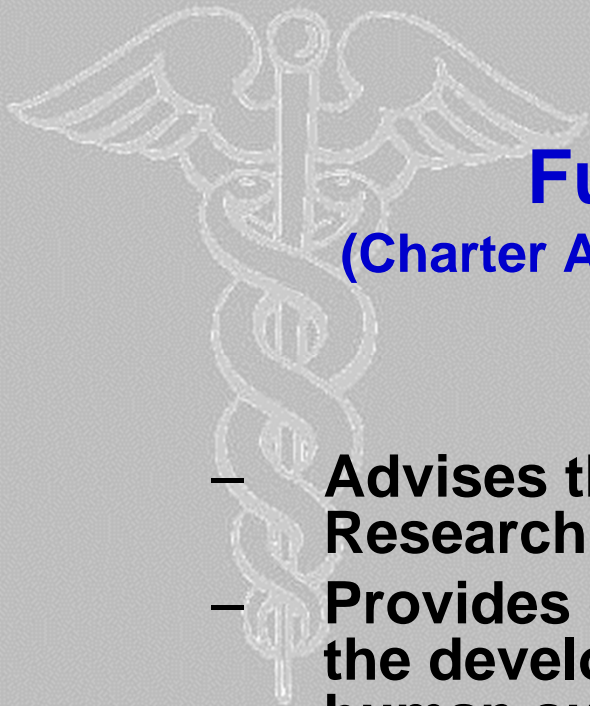 Fu
(Charter A
– Advises th
Research
– Provides
the develo